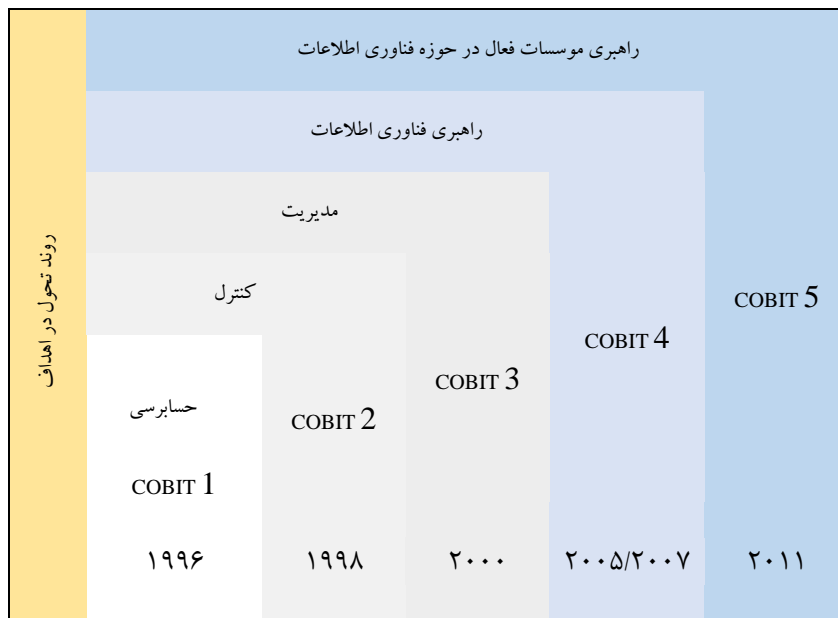 راهبری موسسات فعال در حوزه فناوری اطلاعات
راهبری فناوری اطلاعات
مدیریت
کنترل
حسابرسی
روند تحول در اهداف
COBIT 1
COBIT 2
COBIT 3
COBIT 4
COBIT 5
۱۹۹۶
۱۹۹۸
۲۰۰۰
۲۰۰۵/۲۰۰۷
۲۰۱۱